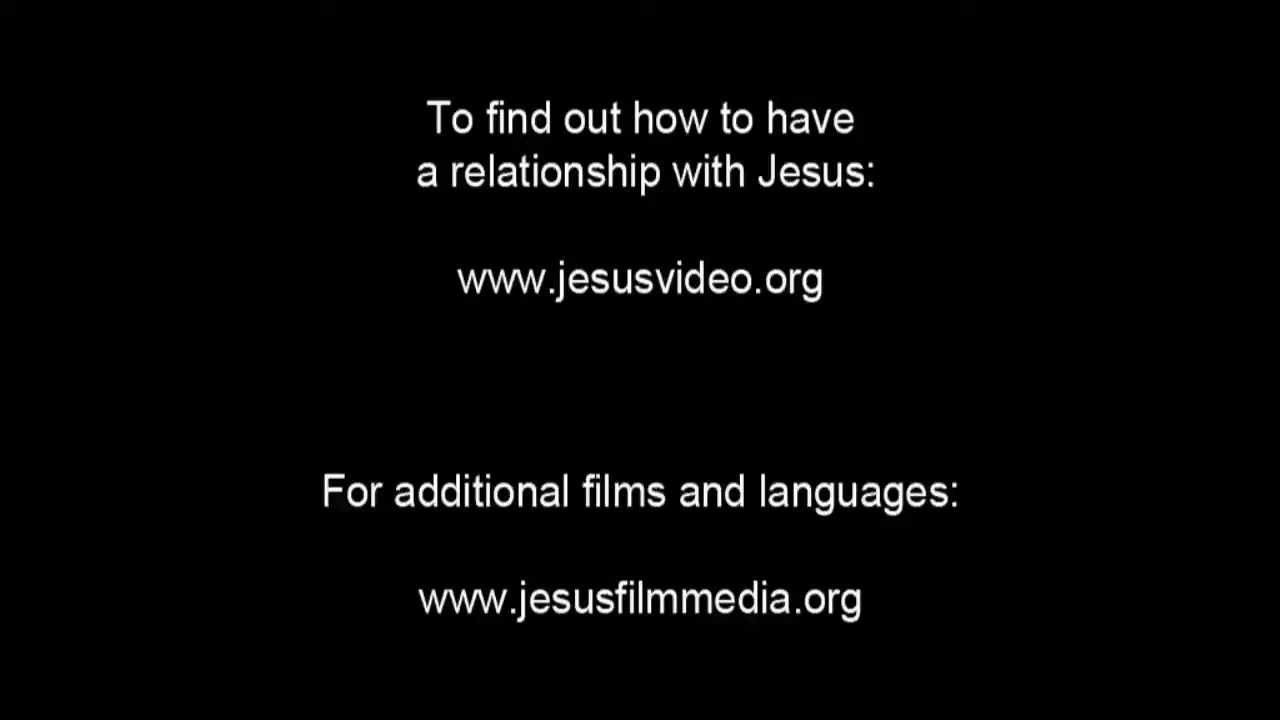 To find out how to have
a relationship with Jesus:
www.jesusvideo.org
For additional films and languages:
www.jesusfilmmedia.org